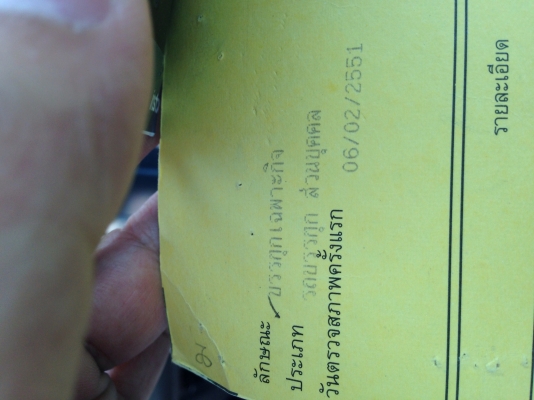 ลักษณะ บรรทุกเฉพาะกิจ
ประเภท รถบรรทุก ส่วนบุคคล
วันตรวจสภาพครั้งแรก 06/02/2551
รายละเอียด